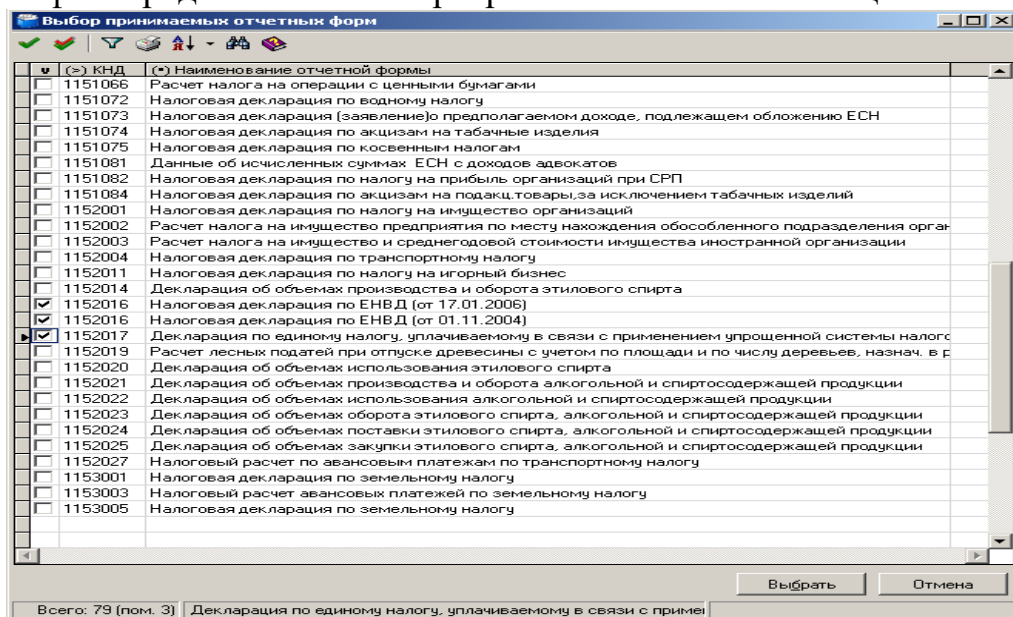 Выбор принимаемых отчетных форм
(>) КНД (•) Наименование отчетной формы
1151066 Расчет налога на операции с ценными бумагами
1151072 Налоговая декларация по водному налогу
1151073 Налоговая декларация (заявление)о предполагаемом доходе, подлежащем обложению ЕСН
1151074 Налоговая декларация по акцизам на табачные изделия
1151075 Налоговая декларация по косвенным налогам
1151081 Данные об исчисленных суммах ЕСН с доходов адвокатов
1151082 Налоговая декларация по налогу на прибыль организаций при СРП
1151084 Налоговая декларация по акцизам на подакц.товары,за исключением табачных изделий
1152001 Налоговая декларация по налогу на имущество организаций
1152002 Расчет налога на имущество предприятия по месту нахождения обособленного подразделения орган
1152003 Расчет налога на имущество и среднегодовой стоимости имущества иностранной организации
1152004 Налоговая декларация по транспортному налогу
1152011 Налоговая декларация по налогу на игорный бизнес
1152014 Декларация об объемах производства и оборота этилового спирта
1152016 Налоговая декларация по ЕНВД (от 17.01.2006)
1152016 Налоговая декларация по ЕНВД (от 01.11.2004)
1152017 Декларация по единому налогу, уплачиваемому в связи с применением упрощенной системы налого
1152019 Расчет лесных податей при отпуске древесины с учетом по площади и по числу деревьев, назнач. в р
1152020 Декларация об объемах использования этилового спирта
1152021 Декларация об объемах производства и оборота алкогольной и спиртосодержащей продукции
1152022 Декларация об объемах использования алкогольной и спиртосодержащей продукции
1152023 Декларация об объемах оборота этилового спирта, алкогольной и спиртосодержащей продукции
1152024 Декларация об объемах поставки этилового спирта, алкогольной и спиртосодержащей продукции
1152025 Декларация об объемах закупки этилового спирта, алкогольной и спиртосодержащей продукции
1152027 Налоговый расчет по авансовым платежам по транспортному налогу
1153001 Налоговая декларация по земельному налогу
1153003 Налоговый расчет авансовых платежей по земельному налогу
1153005 Налоговая декларация по земельному налогу
Выбрать Отмена
Всего: 79 (пом. 3) Декларация по единому налогу, уплачиваемому в связи с приме